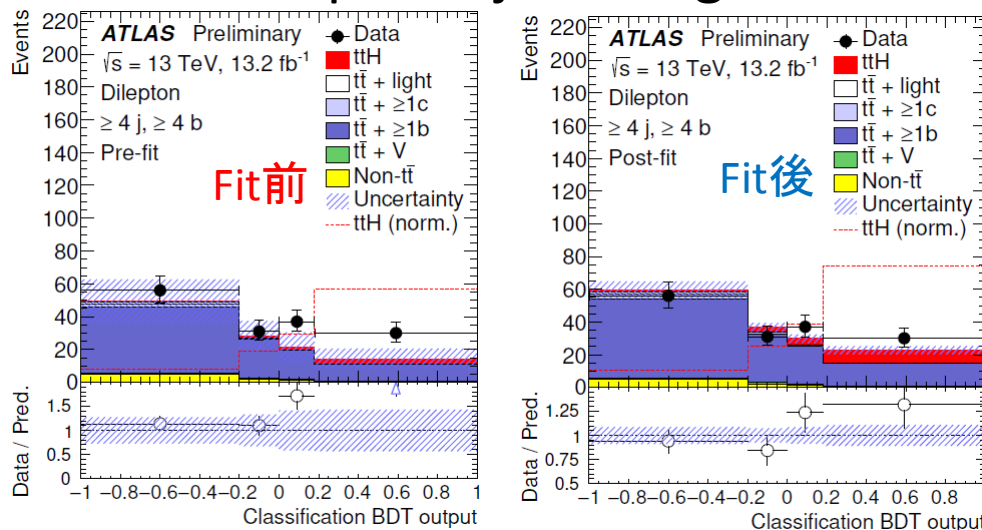 Events
220
200
180
160
140
120
100
80
60
40
20
0
ATLAS Preliminary
√s = 13 TeV, 13.2 fb-1
Dilepton
≥ 4 j, ≥ 4 b
Pre-fit
Fit前
Data
ttH
tt̄ + light
tt̄ + ≥1c
tt̄ + ≥1b
tt̄ + V
Non-tt̄
Uncertainty
ttH (norm.)
Data / Pred.
1.5
1
0.5
0
−1 −0.8 −0.6 −0.4 −0.2 0 0.2 0.4 0.6 0.8 1
Classification BDT output
Events
220
200
180
160
140
120
100
80
60
40
20
0
ATLAS Preliminary
√s = 13 TeV, 13.2 fb-1
Dilepton
≥ 4 j, ≥ 4 b
Post-fit
Fit後
Data
ttH
tt̄ + light
tt̄ + ≥1c
tt̄ + ≥1b
tt̄ + V
Non-tt̄
Uncertainty
ttH (norm.)
Data / Pred.
1.25
1
0.75
0.5
−1 −0.8 −0.6 −0.4 −0.2 0 0.2 0.4 0.6 0.8
Classification BDT output